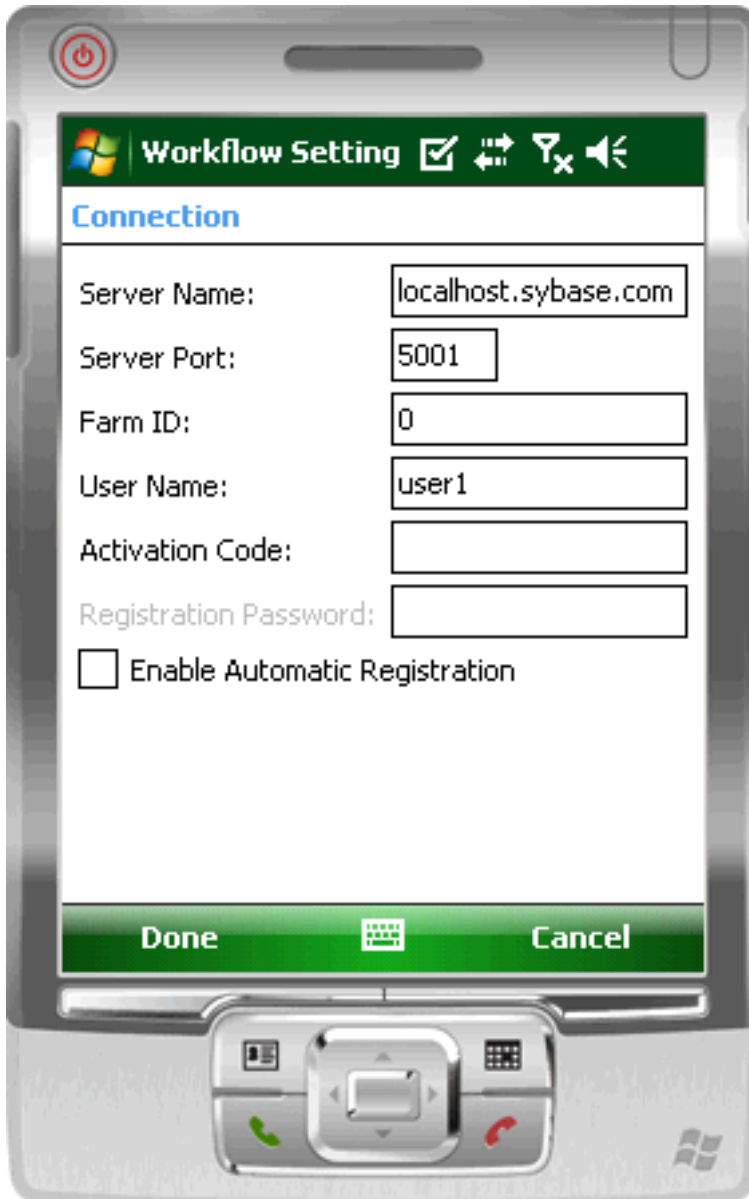 Workflow Setting
Connection
Server Name: localhost.sybase.com
Server Port: 5001
Farm ID: 0
User Name: user1
Activation Code:
Registration Password:
Enable Automatic Registration
Done Cancel